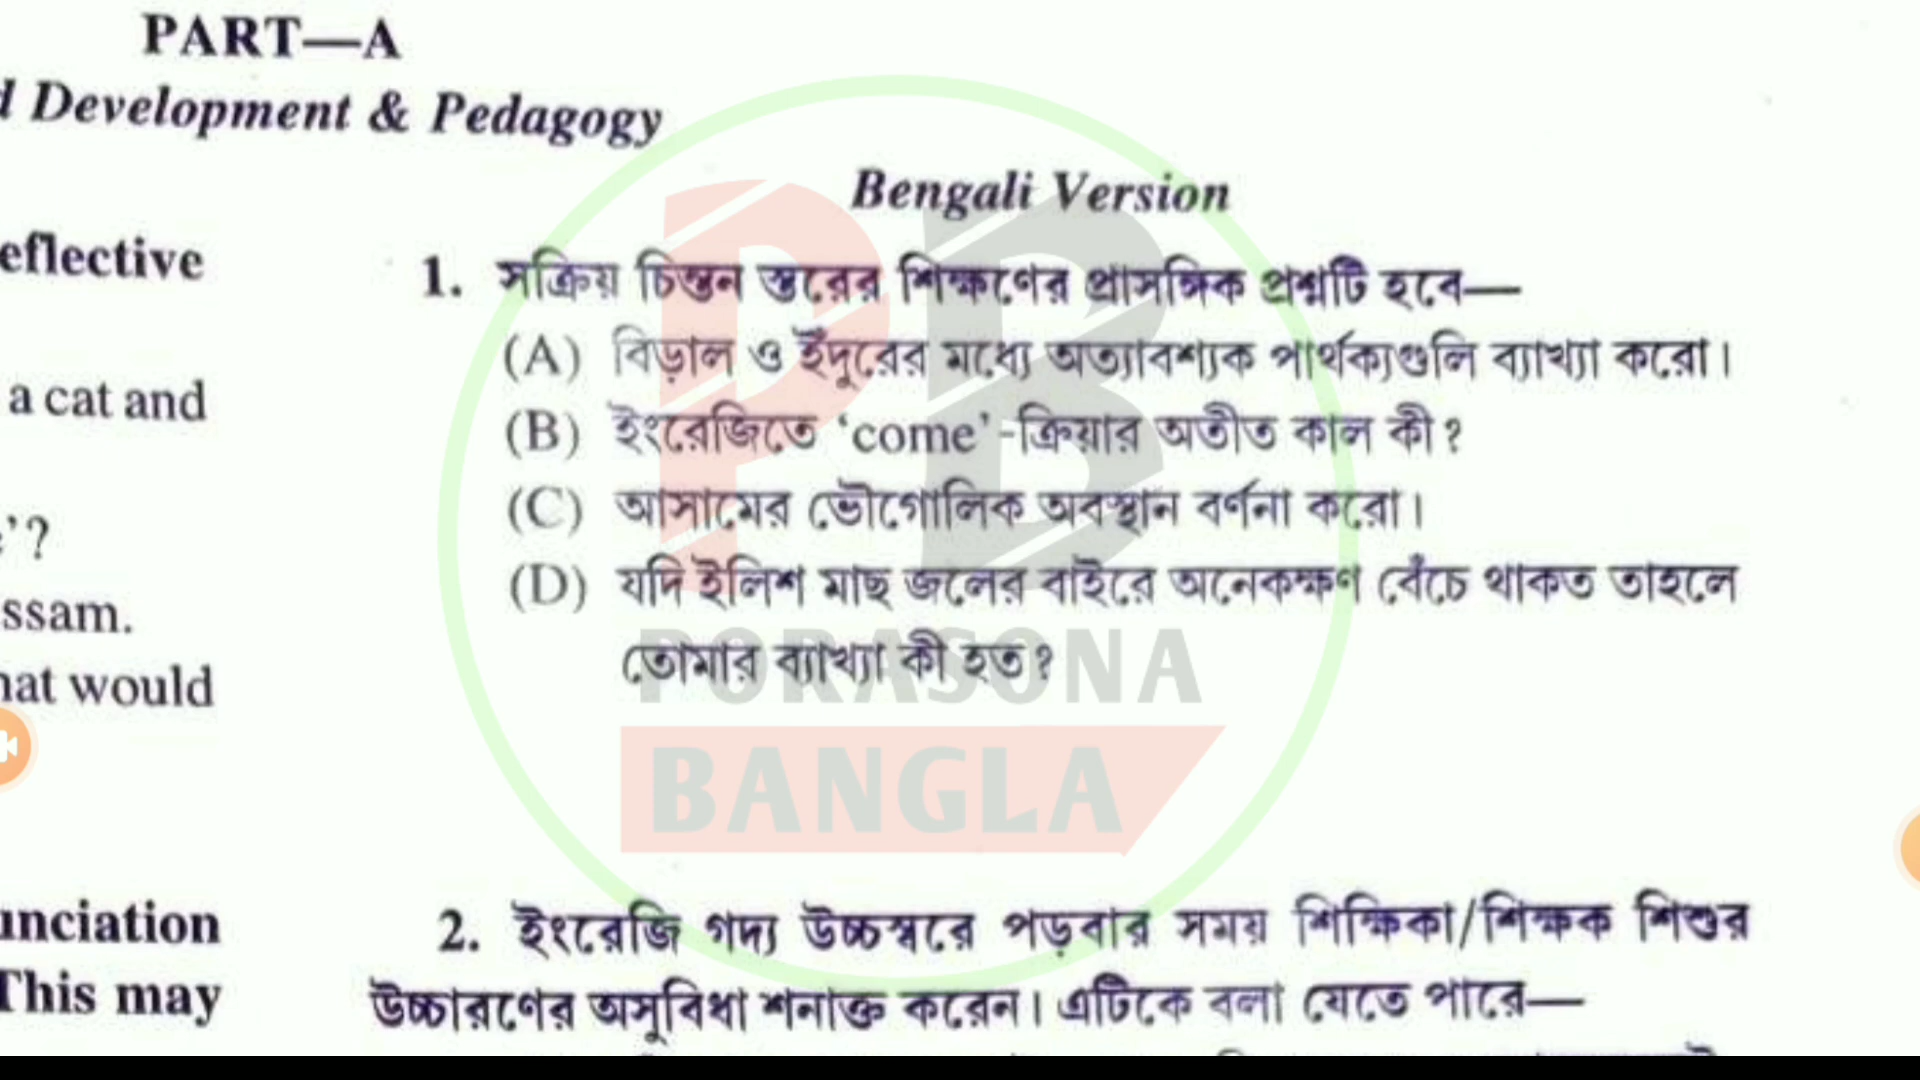 PART—A
Development & Pedagogy
Bengali Version
eflective
1. সক্রিয় চিন্তন স্তরের শিক্ষণের প্রাসঙ্গিক প্রশ্নটি হবে—
(A) বিড়াল ও ইঁদুরের মধ্যে অত্যাবশ্যক পার্থক্যগুলি ব্যাখ্যা করো।
a cat and
(B) ইংরেজিতে ‘come’-ক্রিয়ার অতীত কাল কী?
(C) আসামের ভৌগোলিক অবস্থান বর্ণনা করো।
’?
(D) যদি ইলিশ মাছ জলের বাইরে অনেকক্ষণ বেঁচে থাকত তাহলে
ssam.
তোমার ব্যাখ্যা কী হত?
hat would
PORASONA
BANGLA
unciation
2. ইংরেজি গদ্য উচ্চস্বরে পড়বার সময় শিক্ষিকা/শিক্ষক শিশুর
This may
উচ্চারণের অসুবিধা শনাক্ত করেন। এটিকে বলা যেতে পারে—